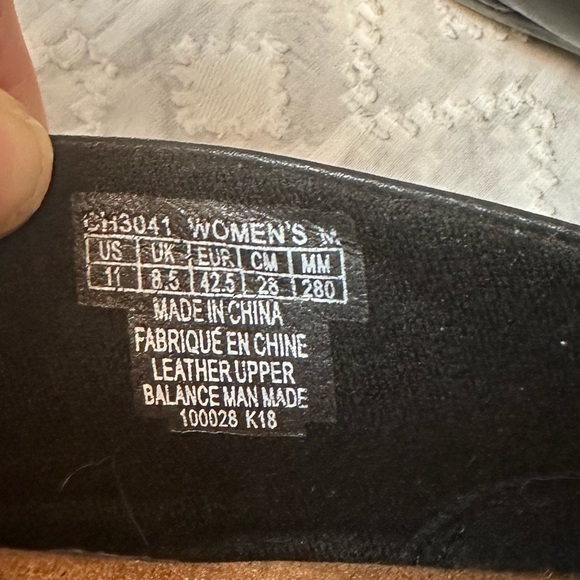 CH3041 WOMEN'S M
US UK EUR CM MM
11 8.5 42.5 28 280
MADE IN CHINA
FABRIQUÉ EN CHINE
LEATHER UPPER
BALANCE MAN MADE
100028 K18